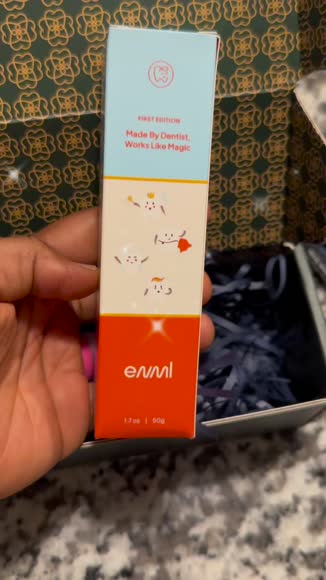 FIRST EDITION
Made By Dentist,
Works Like Magic
enml
1.7 oz | 50g